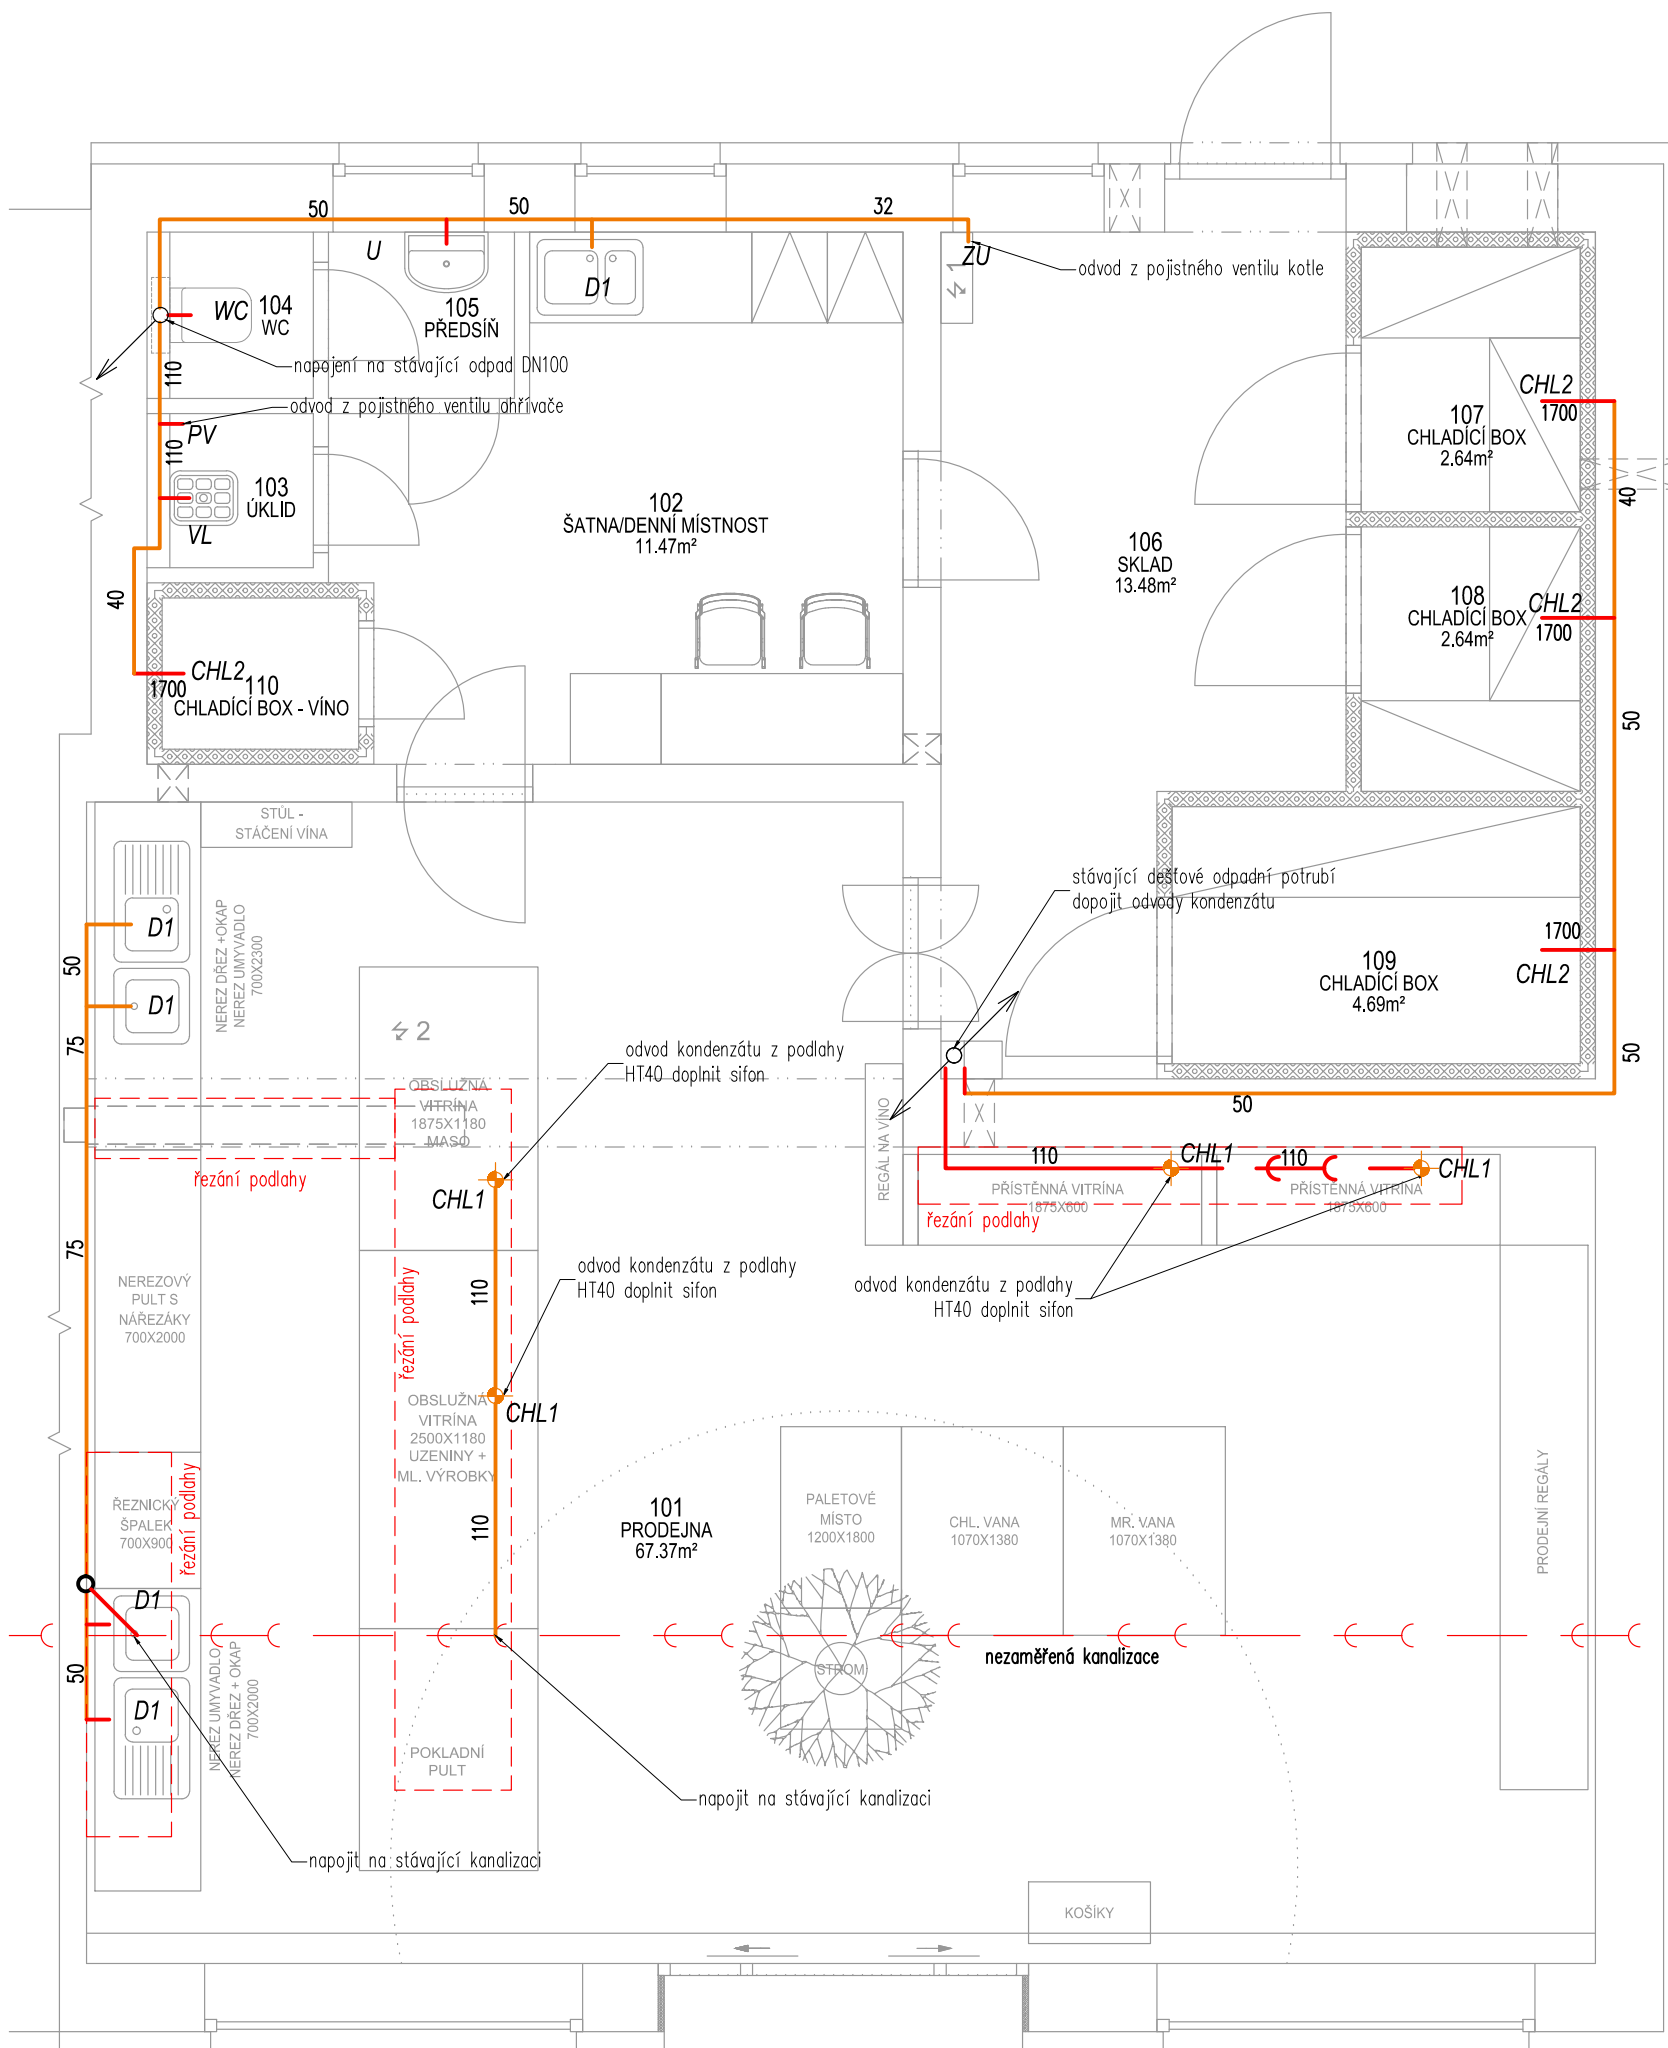 50
50
32
U
ZU
odvod z pojistného ventilu kotle
1
D1
WC
104
WC
105
PŘEDSÍŇ
napojení na stávající odpad DN100
110
odvod z pojistného ventilu ohřívače
PV
110
103
ÚKLID
VL
102
ŠATNA/DENNÍ MÍSTNOST
11.47m²
106
SKLAD
13.48m²
CHL2
1700
107
CHLADÍCÍ BOX
2.64m²
40
108
CHLADÍCÍ BOX
2.64m²
CHL2
1700
40
CHL2
1700
110
CHLADÍCÍ BOX - VÍNO
50
STŮL -
STÁČENÍ VÍNA
D1
D1
NEREZ DŘEZ +OKAP
NEREZ UMYVADLO
700X2300
50
75
stávající dešťové odpadní potrubí
dopojit odvody kondenzátu
1700
CHL2
109
CHLADÍCÍ BOX
4.69m²
50
50
2
odvod kondenzátu z podlahy
HT40 doplnit sifon
OBSLUŽNÁ
VITRÍNA
1875X1180
MASO
řezání podlahy
CHL1
REGÁL NA VÍNO
110
CHL1
110
CHL1
PŘÍSTĚNNÁ VITRÍNA
1875X600
PŘÍSTĚNNÁ VITRÍNA
1875X600
řezání podlahy
75
NEREZOVÝ
PULT S
NÁŘEZÁKY
700X2000
řezání podlahy
110
odvod kondenzátu z podlahy
HT40 doplnit sifon
odvod kondenzátu z podlahy
HT40 doplnit sifon
OBSLUŽNÁ
VITRÍNA
2500X1180
UZENINY +
ML. VÝROBKY
CHL1
110
řezání podlahy
ŘEZNICKÝ
ŠPALEK
700X900
101
PRODEJNA
67.37m²
PALETOVÉ
MÍSTO
1200X1800
CHL. VANA
1070X1380
MR. VANA
1070X1380
PRODEJNÍ REGÁLY
D1
nezaměřená kanalizace
STROM
50
D1
NEREZ UMYVADLO
NEREZ DŘEZ + OKAP
700X2000
POKLADNÍ
PULT
napojit na stávající kanalizaci
napojit na stávající kanalizaci
KOŠÍKY